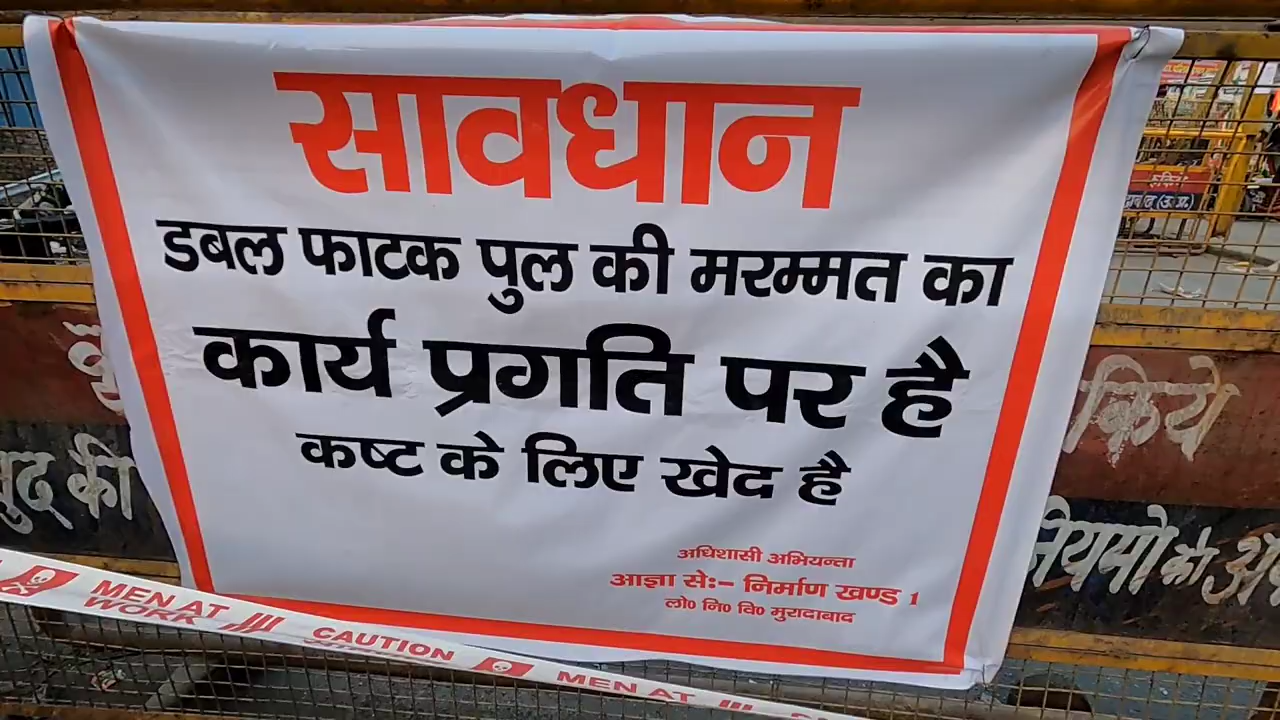 सावधान
डबल फाटक पुल की मरम्मत का
कार्य प्रगति पर है
कष्ट के लिए खेद है
अधिशासी अभियन्ता
आज्ञा से:- निर्माण खण्ड 1
लो० नि० वि० मुरादाबाद
किये
की
नियमों को
MEN AT WORK
CAUTION
MEN AT